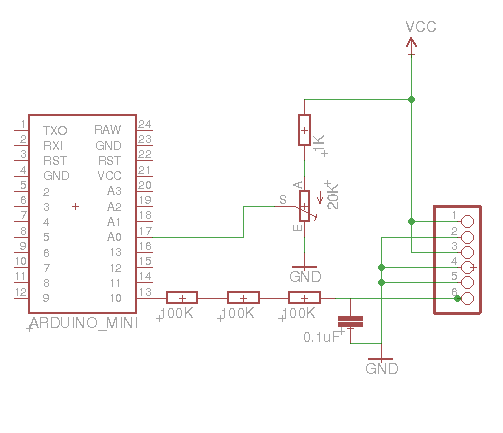 VCC
1 TXO RAW 24
2 RXI GND 23
3 RST RST 22
4 GND VCC 21
5 2 A3 20
6 3 A2 19
7 4 A1 18
8 5 A0 17
9 6 13 16
10 7 12 15
11 8 11 14
12 9 10 13
ARDUINO_MINI
1K
A
S
20K
E
GND
100K
100K
100K
0.1uF
GND
1
2
3
4
5
6